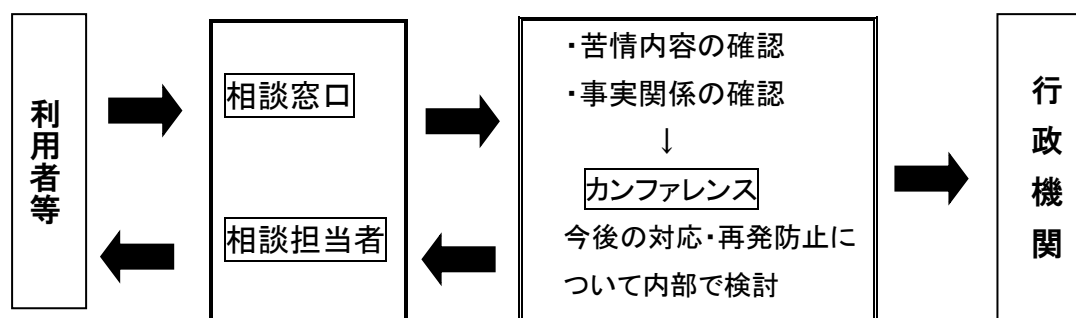 利用者等
相談窓口
相談担当者
・苦情内容の確認
・事実関係の確認
↓
カンファレンス
今後の対応・再発防止に
ついて内部で検討
行政機関